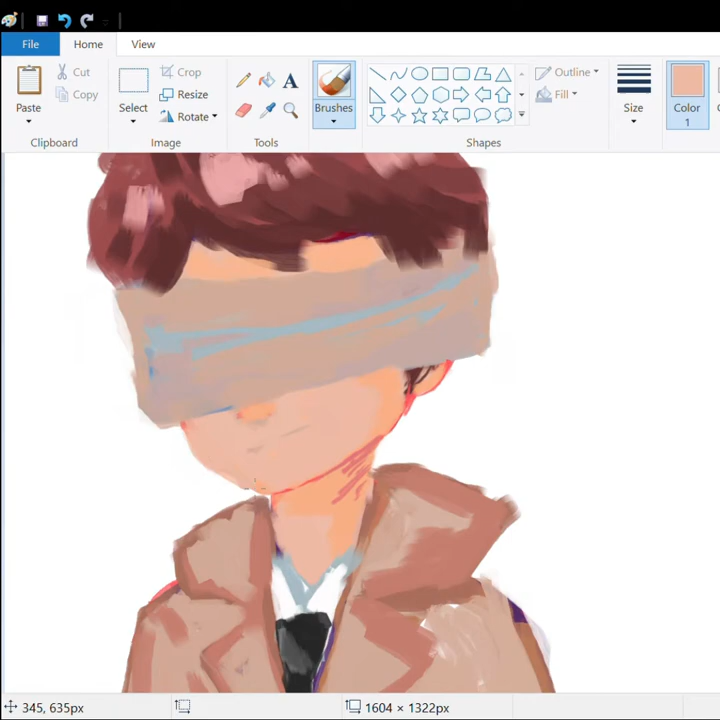 File Home View
Paste
Cut
Copy
Clipboard
Select
Crop
Resize
Rotate
Image
A
Tools
Brushes
Shapes
Outline
Fill
Size
Color
1
345, 635px
1604 × 1322px